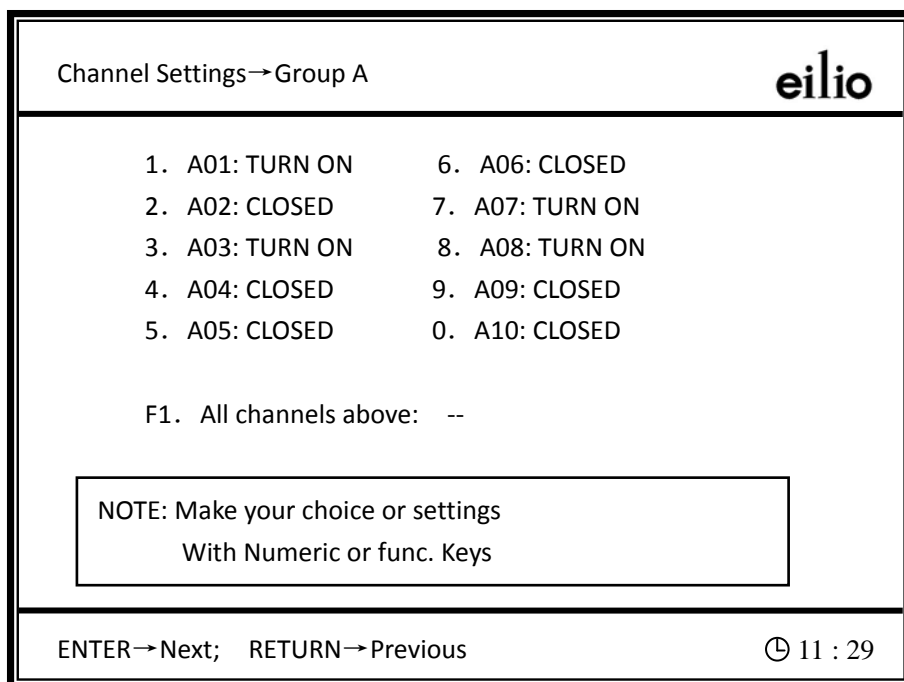 Channel Settings→Group A
eilio
1. A01: TURN ON 6. A06: CLOSED
2. A02: CLOSED 7. A07: TURN ON
3. A03: TURN ON 8. A08: TURN ON
4. A04: CLOSED 9. A09: CLOSED
5. A05: CLOSED 0. A10: CLOSED
F1. All channels above: --
NOTE: Make your choice or settings
With Numeric or func. Keys
ENTER→Next; RETURN→Previous
11 : 29